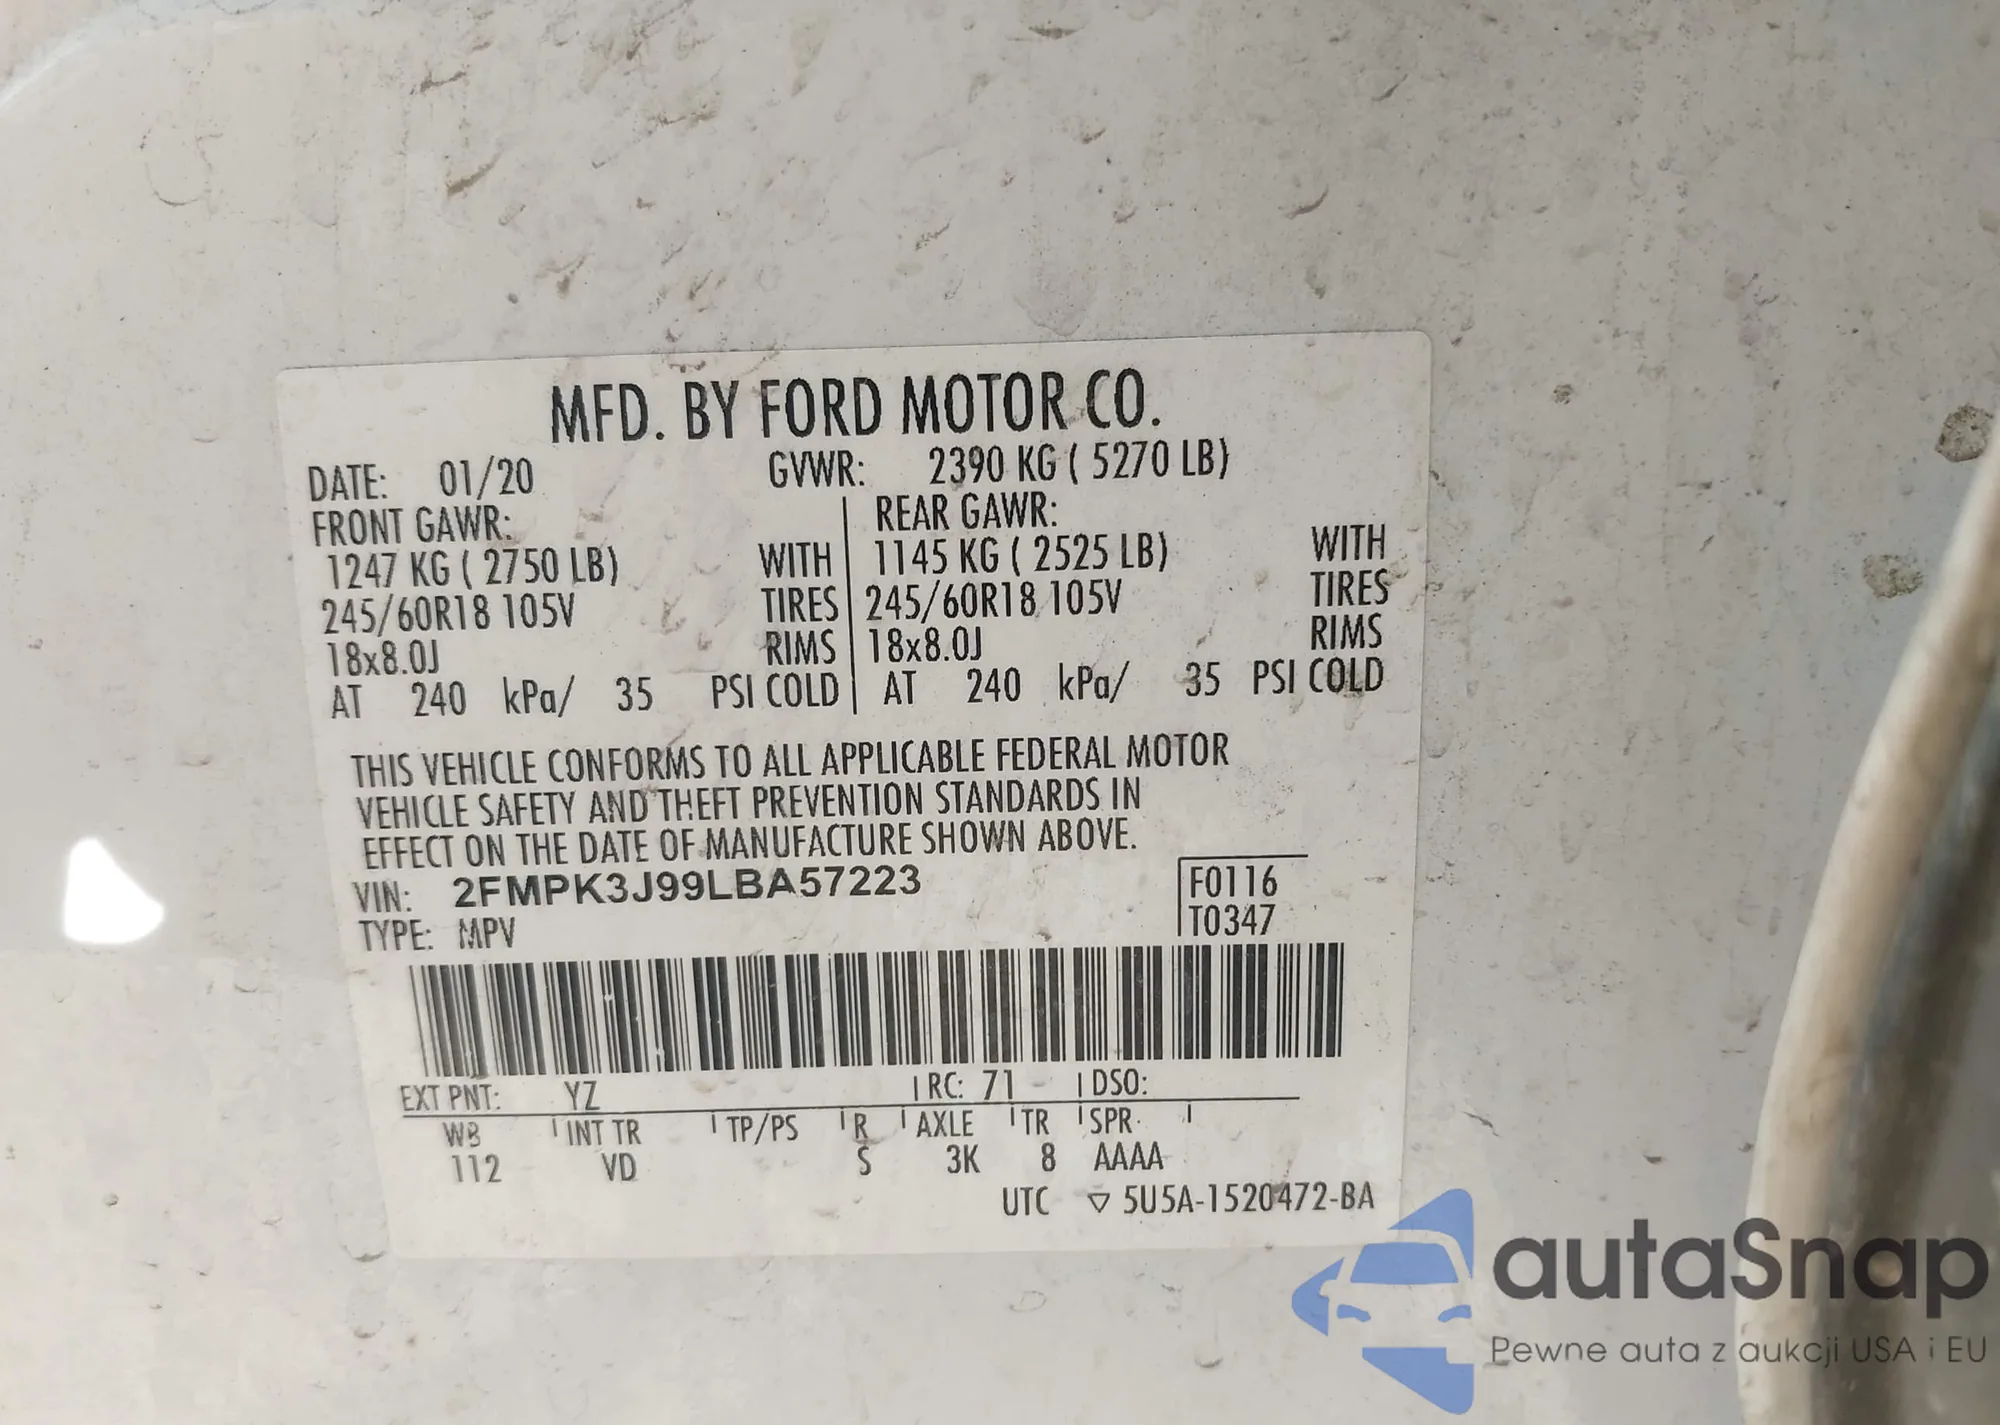 MFD. BY FORD MOTOR CO.
DATE: 01/20 GVWR: 2390 KG ( 5270 LB)
FRONT GAWR: REAR GAWR:
1247 KG ( 2750 LB) WITH 1145 KG ( 2525 LB) WITH
245/60R18 105V TIRES 245/60R18 105V TIRES
18x8.0J RIMS 18x8.0J RIMS
AT 240 kPa/ 35 PSI COLD AT 240 kPa/ 35 PSI COLD
THIS VEHICLE CONFORMS TO ALL APPLICABLE FEDERAL MOTOR
VEHICLE SAFETY AND THEFT PREVENTION STANDARDS IN
EFFECT ON THE DATE OF MANUFACTURE SHOWN ABOVE.
VIN: 2FMPK3J99LBA57223 F0116
TYPE: MPV T0347
EXT PNT: YZ RC: 71 DSO:
WB INT TR TP/PS R AXLE TR SPR
112 VD S 3K 8 AAAA
UTC ▽ 5U5A-1520472-BA
autaSnap
Pewne auta z aukcji USA i EU